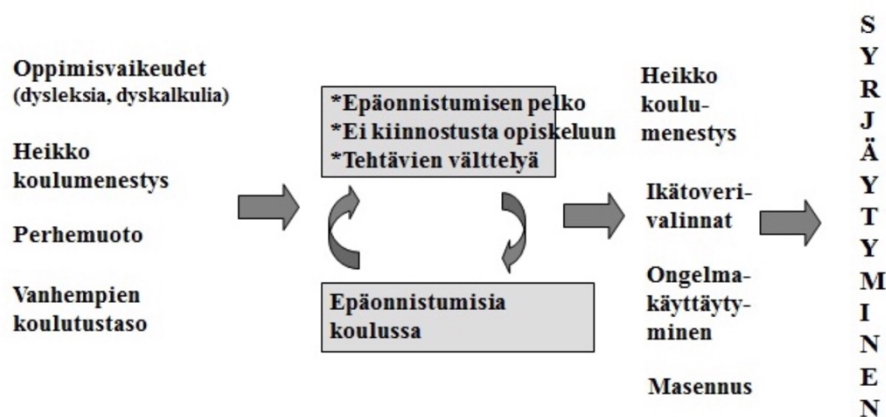 Oppimisvaikeudet
(dysleksia, dyskalkulia)
Heikko
koulumenestys
Perhemuoto
Vanhempien
koulutustaso
*Epäonnistumisen pelko
*Ei kiinnostusta opiskeluun
*Tehtävien välttelyä
Epäonnistumisia
koulussa
Heikko
koulu-
menestys
Ikätoveri-
valinnat
Ongelma-
käyttäyty-
minen
Masennus
S
Y
R
J
Ä
Y
T
Y
M
I
N
E
N